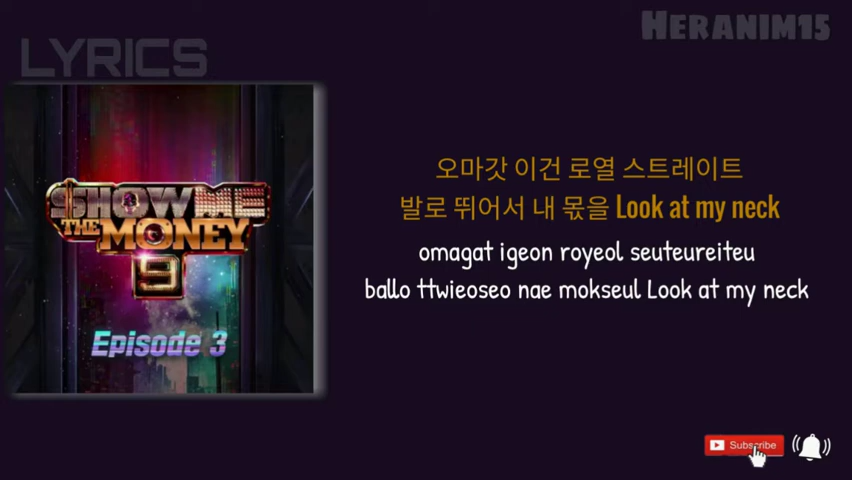 HERANIM15
LYRICS
$HOW ME
THE MONEY
9
Episode 3
오마갓 이건 로열 스트레이트
발로 뛰어서 내 몫을 Look at my neck
omagat igeon royeol seuteureiteu
ballo ttwieoseo nae mokseul Look at my neck
Subscribe